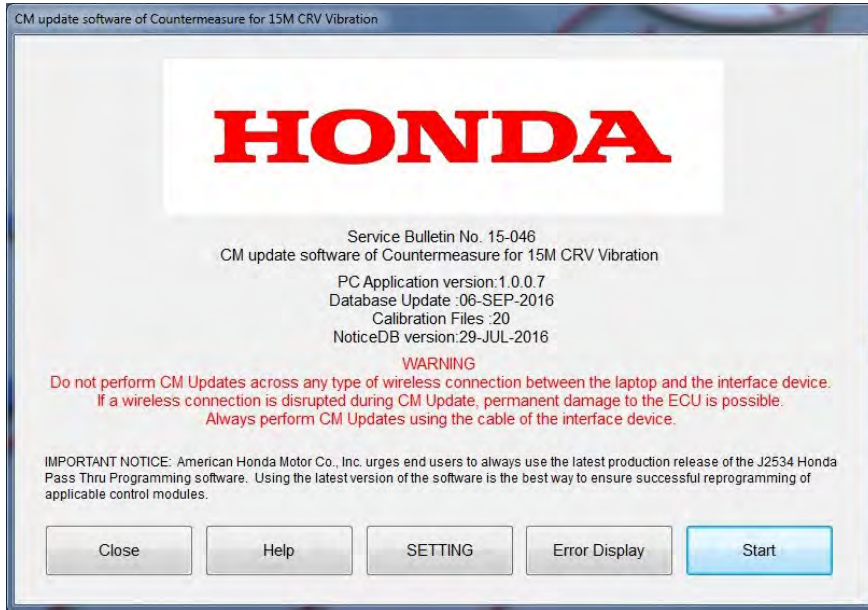 CM update software of Countermeasure for 15M CRV Vibration
HONDA
Service Bulletin No. 15-046
CM update software of Countermeasure for 15M CRV Vibration
PC Application version:1.0.0.7
Database Update :06-SEP-2016
Calibration Files :20
NoticeDB version:29-JUL-2016
WARNING
Do not perform CM Updates across any type of wireless connection between the laptop and the interface device.
If a wireless connection is disrupted during CM Update, permanent damage to the ECU is possible.
Always perform CM Updates using the cable of the interface device.
IMPORTANT NOTICE: American Honda Motor Co., Inc. urges end users to always use the latest production release of the J2534 Honda
Pass Thru Programming software. Using the latest version of the software is the best way to ensure successful reprogramming of
applicable control modules.
Close Help SETTING Error Display Start